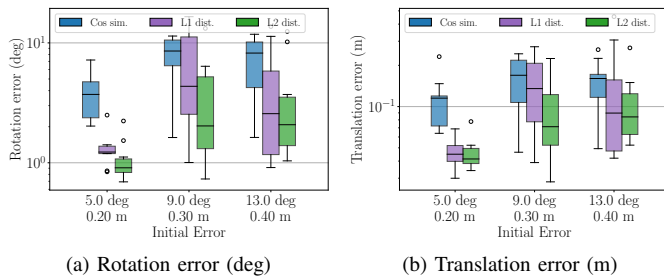 Cos sim. L1 dist. L2 dist.
Rotation error (deg)
10¹
10⁰
5.0 deg 9.0 deg 13.0 deg
0.20 m 0.30 m 0.40 m
Initial Error
(a) Rotation error (deg)
Cos sim. L1 dist. L2 dist.
Translation error (m)
10⁻¹
5.0 deg 9.0 deg 13.0 deg
0.20 m 0.30 m 0.40 m
Initial Error
(b) Translation error (m)